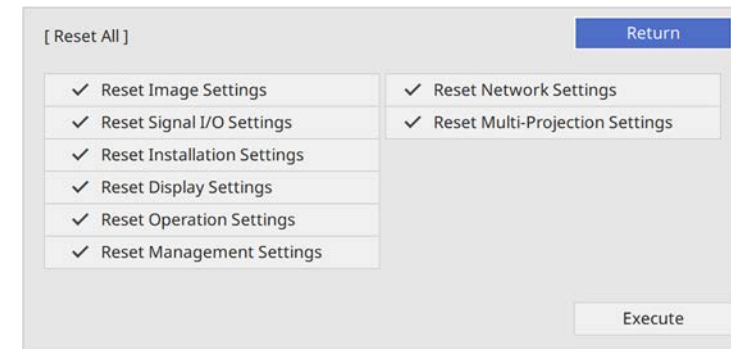 [ Reset All ]
Return
Reset Image Settings
Reset Signal I/O Settings
Reset Installation Settings
Reset Display Settings
Reset Operation Settings
Reset Management Settings
Reset Network Settings
Reset Multi-Projection Settings
Execute